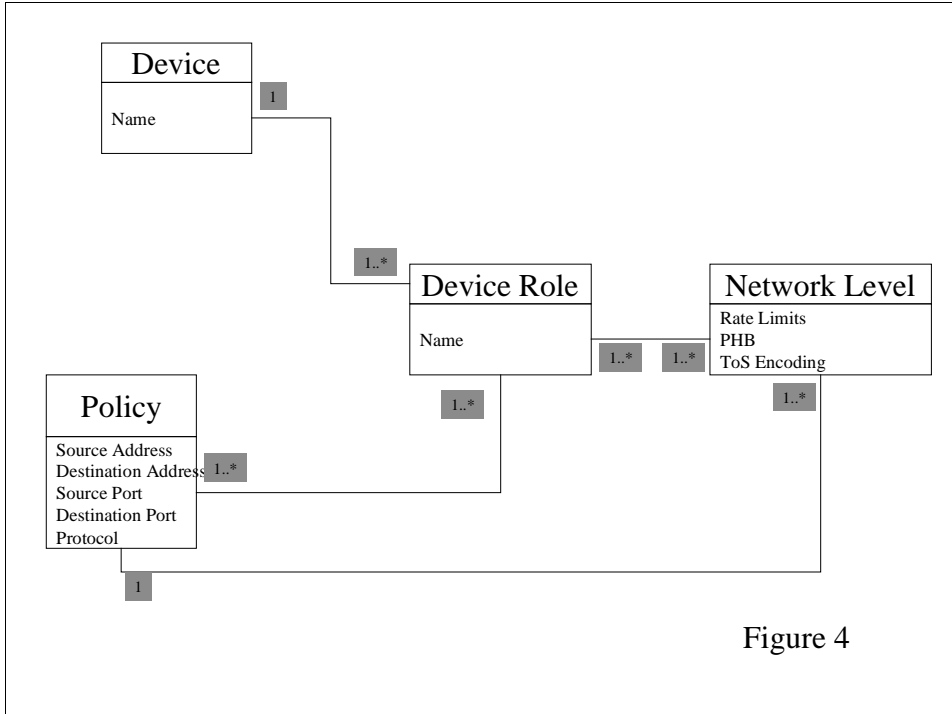 Device
1
Name
1..*
Device Role
Name
Network Level
Rate Limits
PHB
ToS Encoding
1..*
1..*
1..*
1..*
Policy
Source Address
Destination Address
Source Port
Destination Port
Protocol
1..*
1
Figure 4